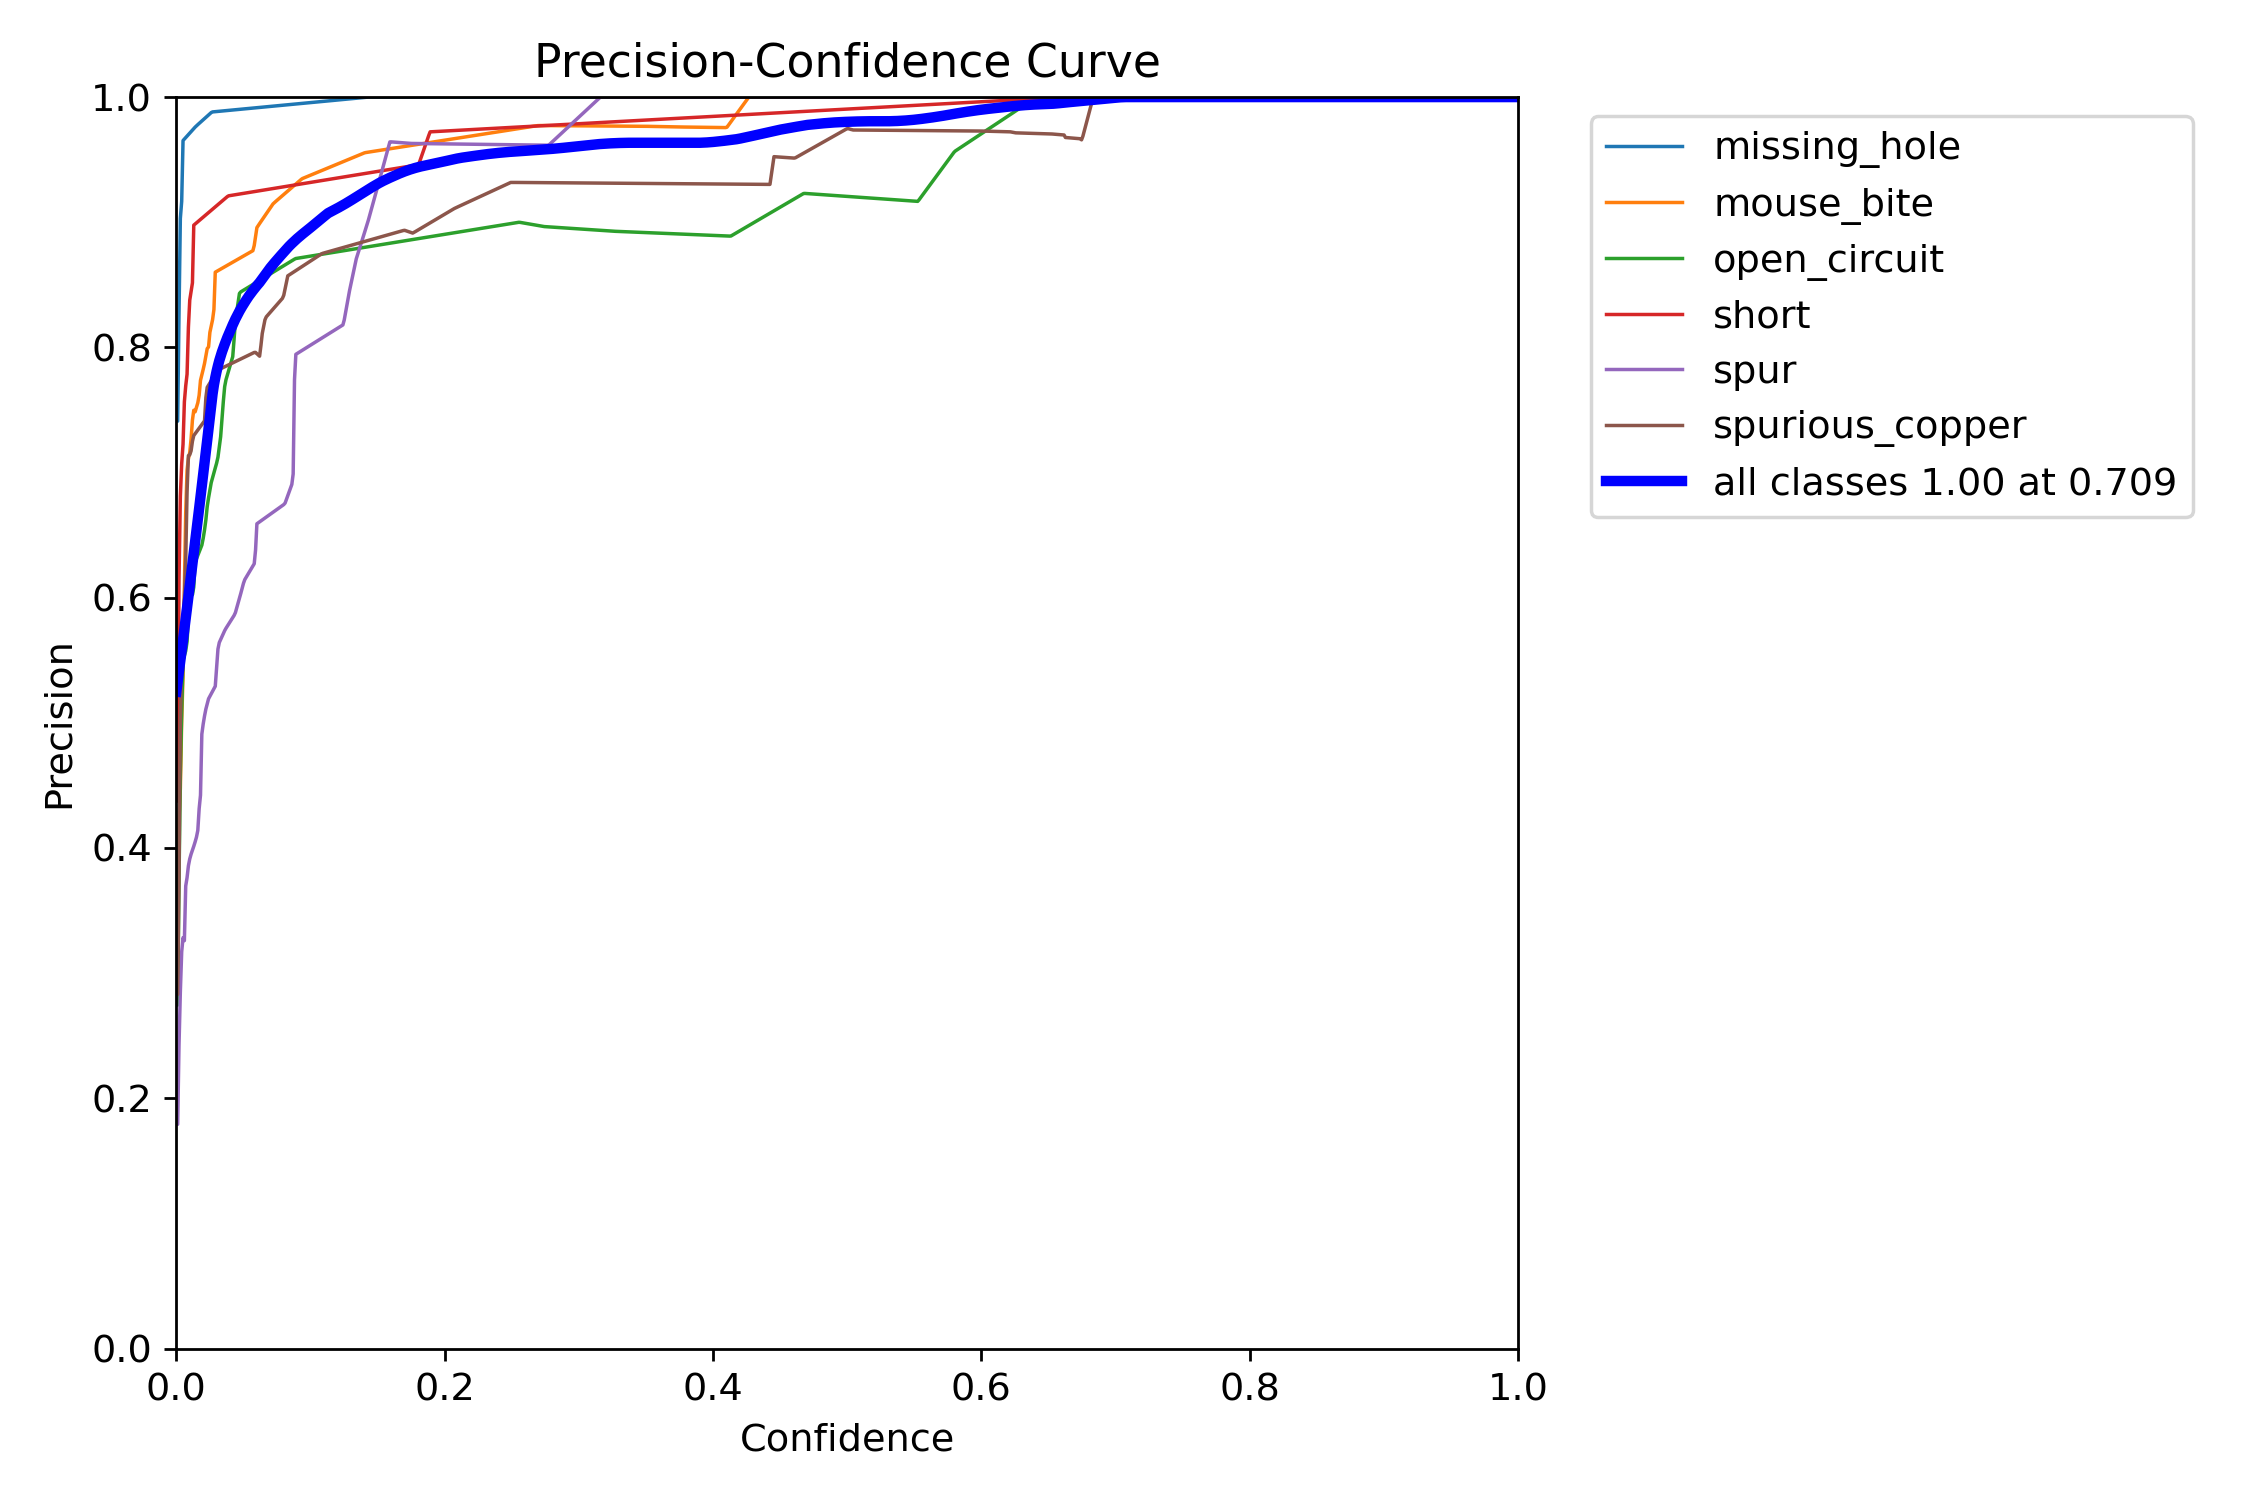 Precision-Confidence Curve
1.0
0.8
0.6
0.4
0.2
0.0
Precision
0.0 0.2 0.4 0.6 0.8 1.0
Confidence
missing_hole
mouse_bite
open_circuit
short
spur
spurious_copper
all classes 1.00 at 0.709